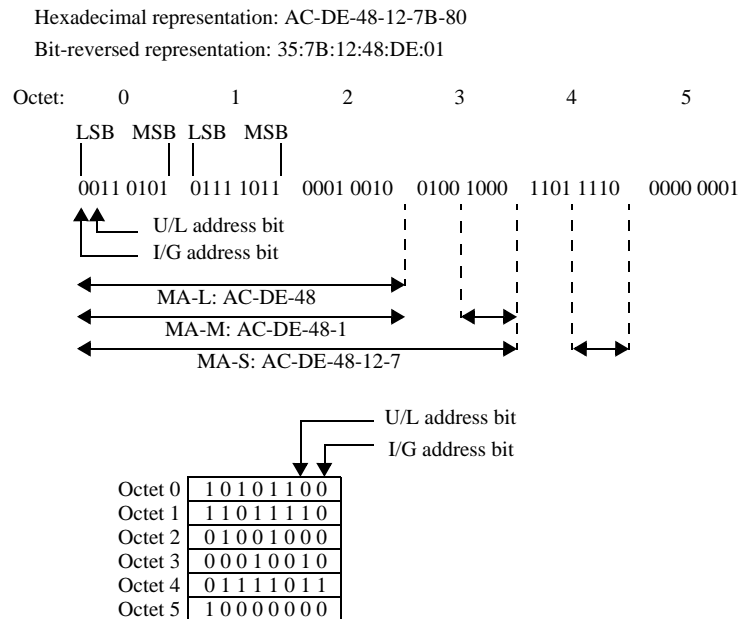 Hexadecimal representation: AC-DE-48-12-7B-80
Bit-reversed representation: 35:7B:12:48:DE:01
Octet: 0 1 2 3 4 5
LSB MSB LSB MSB
0011 0101 0111 1011 0001 0010 0100 1000 1101 1110 0000 0001
U/L address bit
I/G address bit
MA-L: AC-DE-48
MA-M: AC-DE-48-1
MA-S: AC-DE-48-12-7
U/L address bit
I/G address bit
Octet 0 1 0 1 0 1 1 0 0
Octet 1 1 1 0 1 1 1 1 0
Octet 2 0 1 0 0 1 0 0 0
Octet 3 0 0 0 1 0 0 1 0
Octet 4 0 1 1 1 1 0 1 1
Octet 5 1 0 0 0 0 0 0 0